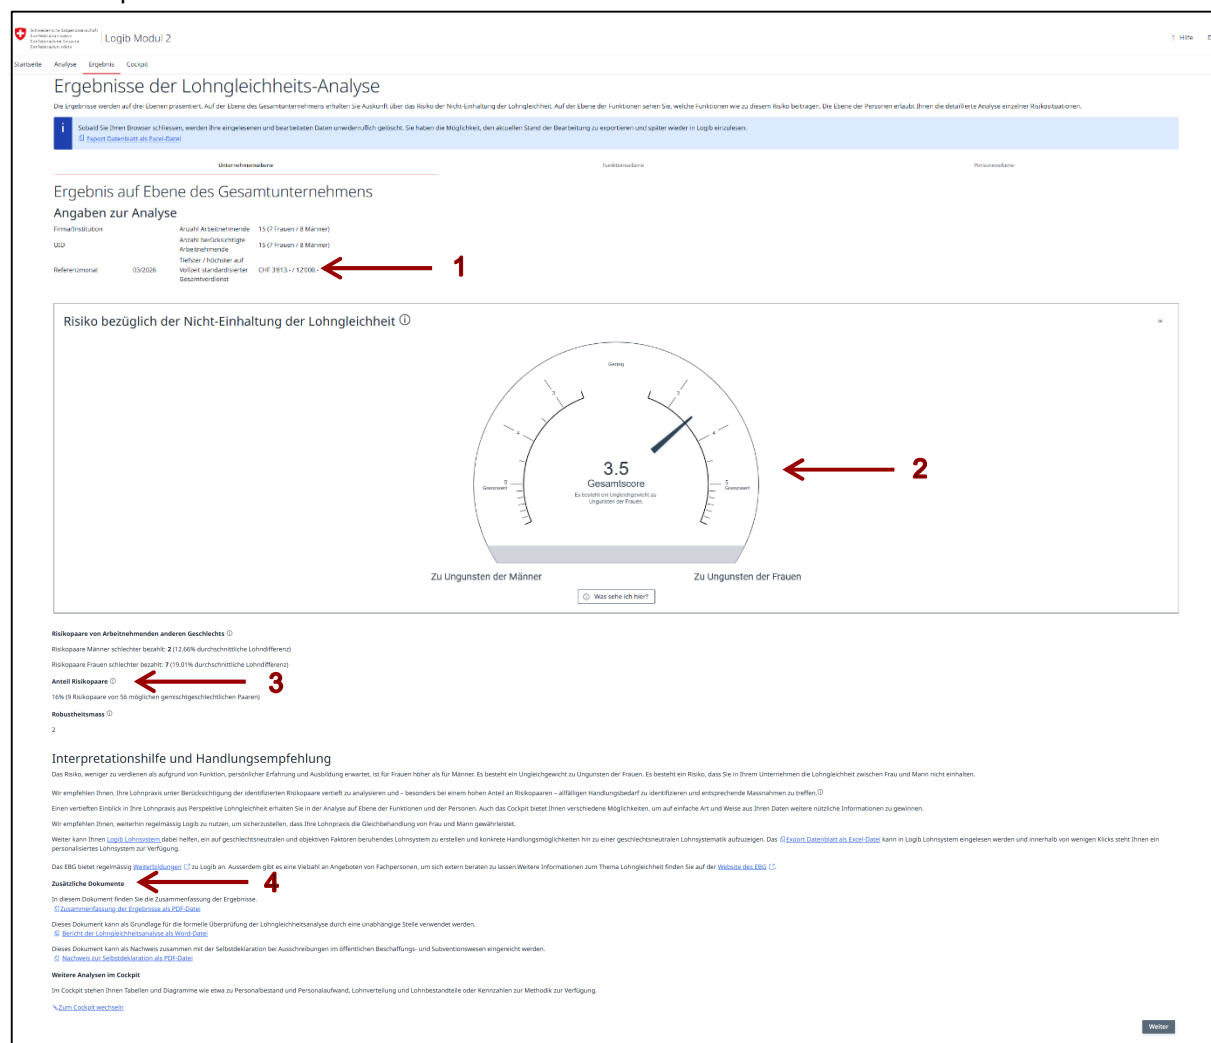 Schweizerische Eidgenossenschaft
Confédération suisse
Confederazione Svizzera
Confederaziun svizra
Logib Modul 2
? Hilfe
Startseite Analyse Ergebnis Cockpit
Ergebnisse der Lohngleichheits-Analyse
Die Ergebnisse werden auf drei Ebenen präsentiert. Auf der Ebene des Gesamtunternehmens erhalten Sie Auskunft über das Risiko der Nicht-Einhaltung der Lohngleichheit. Auf der Ebene der Funktionen sehen Sie, welche Funktionen wie zu diesem Risiko beitragen. Die Ebene der Personen erlaubt Ihnen die detaillierte Analyse einzelner Risikosituationen.
i
Sobald Sie Ihren Browser schliessen, werden Ihre eingelesenen und bearbeiteten Daten unwiderruflich gelöscht. Sie haben die Möglichkeit, den aktuellen Stand der Bearbeitung zu exportieren und später wieder in Logib einzulesen.
Export Datenblatt als Excel-Datei
Unternehmensebene Funktionsebene Personenebene
Ergebnis auf Ebene des Gesamtunternehmens
Angaben zur Analyse
Firma/Institution Anzahl Arbeitnehmende 15 (7 Frauen / 8 Männer)
UID Anzahl berücksichtigte Arbeitnehmende 15 (7 Frauen / 8 Männer)
Referenzmonat 03/2026 Tiefster / höchster auf Vollzeit standardisierter Gesamtverdienst CHF 3'813.- / 12'000.-
1
Risiko bezüglich der Nicht-Einhaltung der Lohngleichheit
Gering
3 3
4 4
5 Grenzwert
5 Grenzwert
3.5
Gesamtscore
Es besteht ein Ungleichgewicht zu
Ungunsten der Frauen.
2
Zu Ungunsten der Männer Zu Ungunsten der Frauen
Was sehe ich hier?
Risikopaare von Arbeitnehmenden anderen Geschlechts
Risikopaare Männer schlechter bezahlt: 2 (12.66% durchschnittliche Lohndifferenz)
Risikopaare Frauen schlechter bezahlt: 7 (19.01% durchschnittliche Lohndifferenz)
Anteil Risikopaare
3
16% (9 Risikopaare von 56 möglichen gemischtgeschlechtlichen Paaren)
Robustheitsmass
2
Interpretationshilfe und Handlungsempfehlung
Das Risiko, weniger zu verdienen als aufgrund von Funktion, persönlicher Erfahrung und Ausbildung erwartet, ist für Frauen höher als für Männer. Es besteht ein Ungleichgewicht zu Ungunsten der Frauen. Es besteht ein Risiko, dass Sie in Ihrem Unternehmen die Lohngleichheit zwischen Frau und Mann nicht einhalten.
Wir empfehlen Ihnen, Ihre Lohnpraxis unter Berücksichtigung der identifizierten Risikopaare vertieft zu analysieren und – besonders bei einem hohen Anteil an Risikopaaren – allfälligen Handlungsbedarf zu identifizieren und entsprechende Massnahmen zu treffen.
Einen vertieften Einblick in Ihre Lohnpraxis aus Perspektive Lohngleichheit erhalten Sie in der Analyse auf Ebene der Funktionen und der Personen. Auch das Cockpit bietet Ihnen verschiedene Möglichkeiten, um auf einfache Art und Weise aus Ihren Daten weitere nützliche Informationen zu gewinnen.
Wir empfehlen Ihnen, weiterhin regelmässig Logib zu nutzen, um sicherzustellen, dass Ihre Lohnpraxis die Gleichbehandlung von Frau und Mann gewährleistet.
Weiter kann Ihnen Logib Lohnsystem dabei helfen, ein auf geschlechtsneutralen und objektiven Faktoren beruhendes Lohnsystem zu erstellen und konkrete Handlungsmöglichkeiten hin zu einer geschlechtsneutralen Lohnsystematik aufzuzeigen. Das Export Datenblatt als Excel-Datei kann in Logib Lohnsystem eingelesen werden und innerhalb von wenigen Klicks steht Ihnen ein
personalisiertes Lohnsystem zur Verfügung.
Das EBG bietet regelmässig Weiterbildungen zu Logib an. Ausserdem gibt es eine Vielzahl an Angeboten von Fachpersonen, um sich extern beraten zu lassen.Weitere Informationen zum Thema Lohngleichheit finden Sie auf der Website des EBG.
Zusätzliche Dokumente
4
In diesem Dokument finden Sie die Zusammenfassung der Ergebnisse.
Zusammenfassung der Ergebnisse als PDF-Datei
Dieses Dokument kann als Grundlage für die formelle Überprüfung der Lohngleichheitsanalyse durch eine unabhängige Stelle verwendet werden.
Bericht der Lohngleichheitsanalyse als Word-Datei
Dieses Dokument kann als Nachweis zusammen mit der Selbstdeklaration bei Ausschreibungen im öffentlichen Beschaffungs- und Subventionswesen eingereicht werden.
Nachweis zur Selbstdeklaration als PDF-Datei
Weitere Analysen im Cockpit
Im Cockpit stehen Ihnen Tabellen und Diagramme wie etwa zu Personalbestand und Personalaufwand, Lohnverteilung und Lohnbestandteile oder Kennzahlen zur Methodik zur Verfügung.
Zum Cockpit wechseln
Weiter